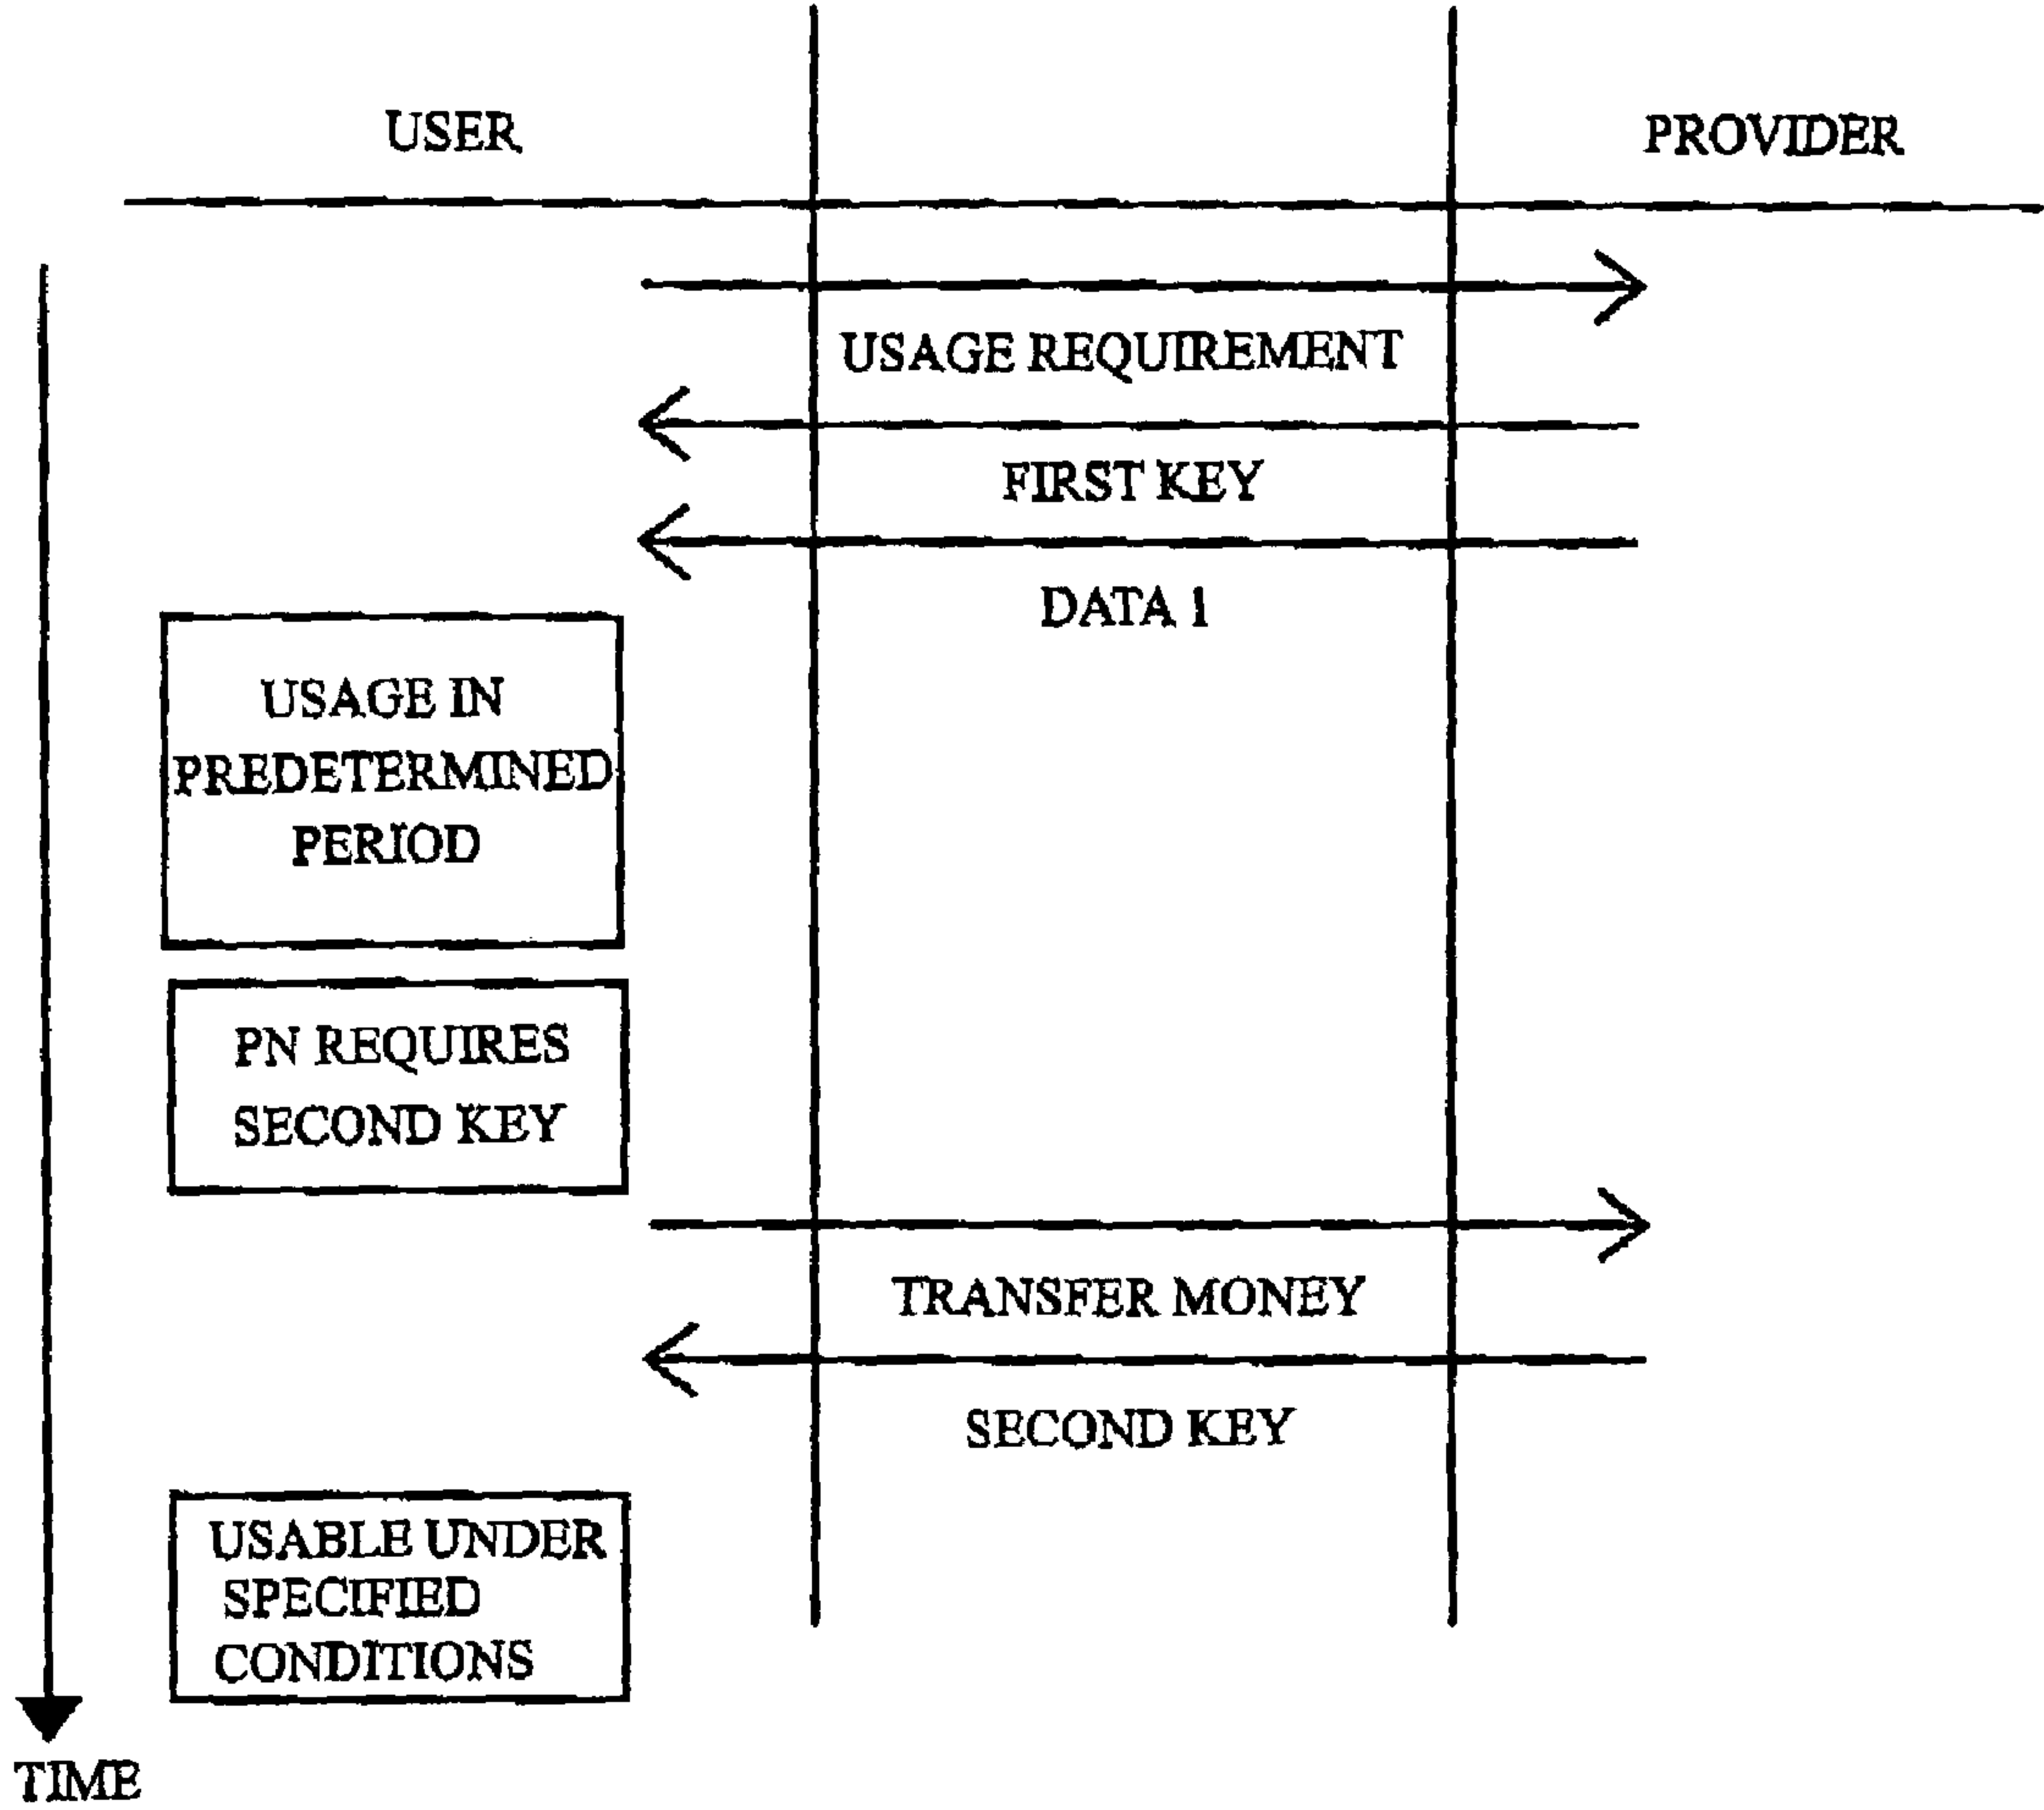 USER
PROVIDER
USAGE REQUIREMENT
FIRST KEY
DATA 1
USAGE IN
PREDETERMINED
PERIOD
PN REQUIRES
SECOND KEY
TRANSFER MONEY
SECOND KEY
USABLE UNDER
SPECIFIED
CONDITIONS
TIME